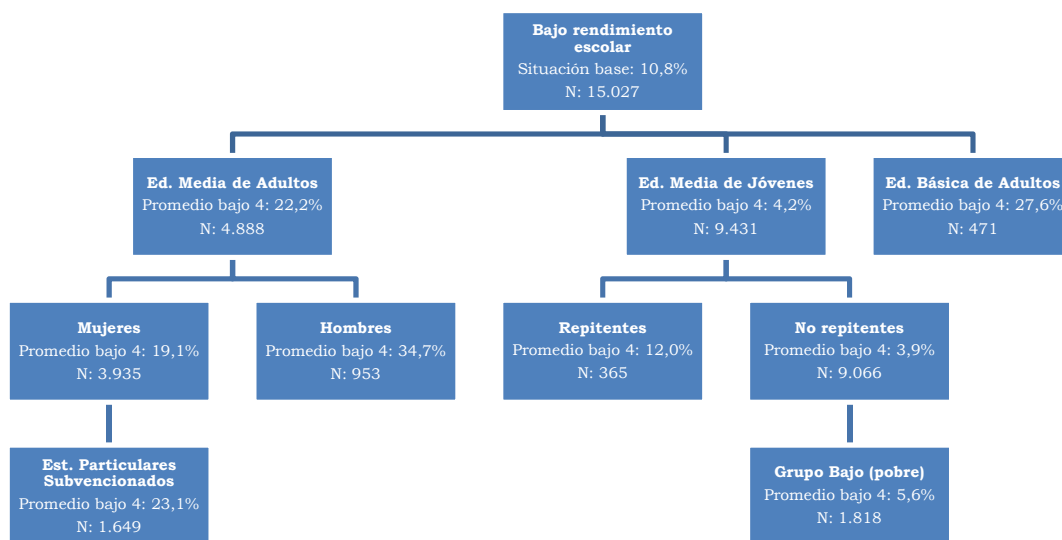 Bajo rendimiento
escolar
Situación base: 10,8%
N: 15.027
Ed. Media de Adultos
Promedio bajo 4: 22,2%
N: 4.888
Ed. Media de Jóvenes
Promedio bajo 4: 4,2%
N: 9.431
Ed. Básica de Adultos
Promedio bajo 4: 27,6%
N: 471
Mujeres
Promedio bajo 4: 19,1%
N: 3.935
Hombres
Promedio bajo 4: 34,7%
N: 953
Repitentes
Promedio bajo 4: 12,0%
N: 365
No repitentes
Promedio bajo 4: 3,9%
N: 9.066
Est. Particulares
Subvencionados
Promedio bajo 4: 23,1%
N: 1.649
Grupo Bajo (pobre)
Promedio bajo 4: 5,6%
N: 1.818